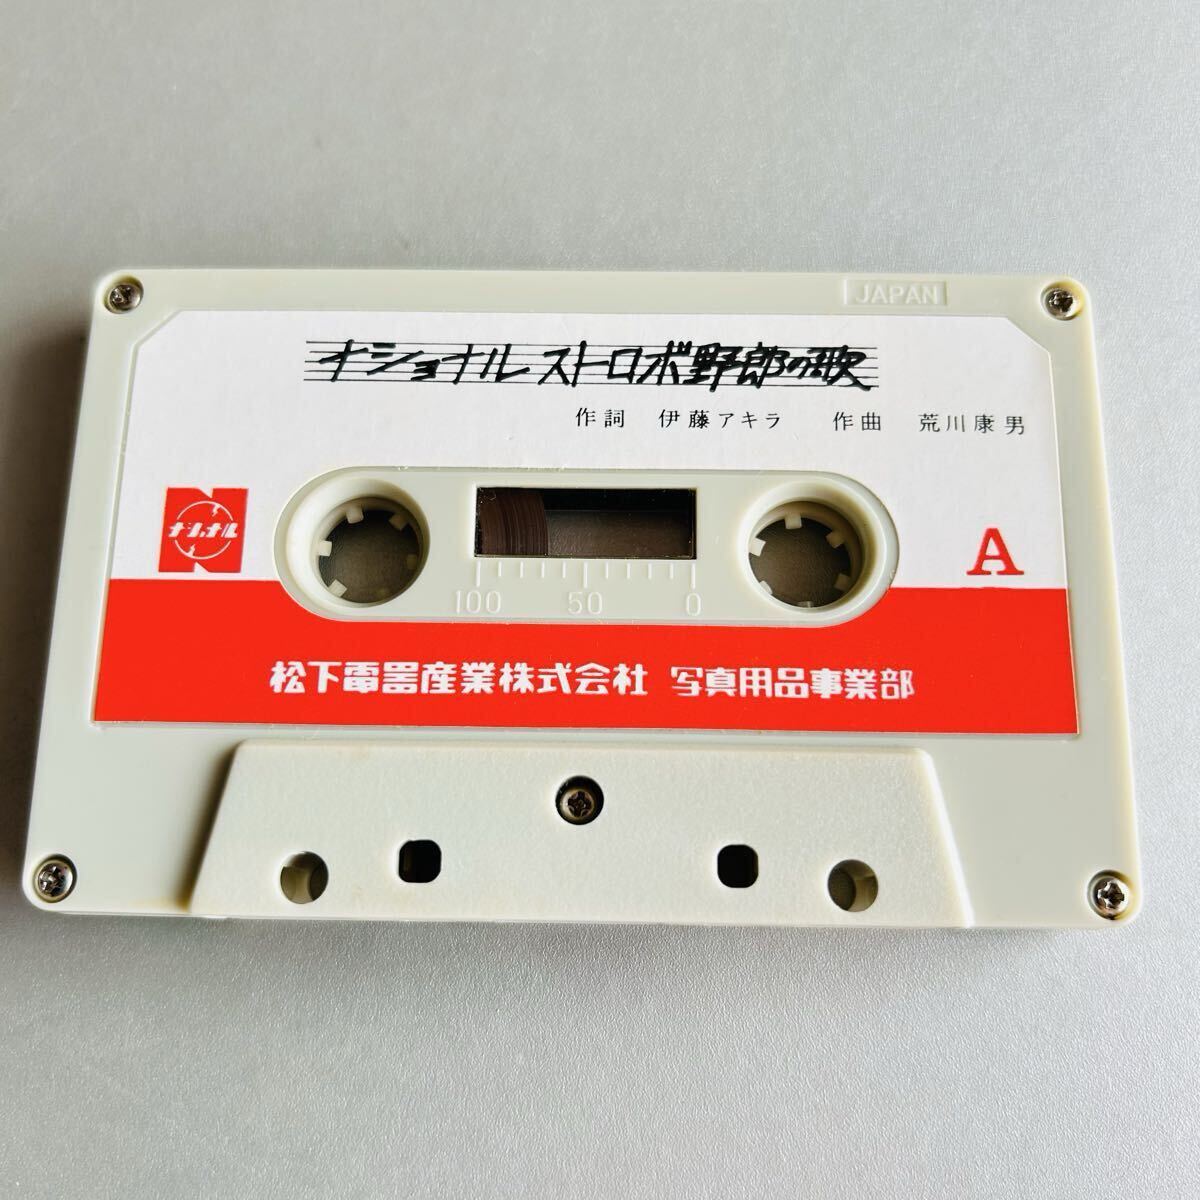 JAPAN
ナショナル ストロボ野郎の歌
作詞 伊藤アキラ 作曲 荒川康男
ナショナル
A
100 50 0
松下電器産業株式会社 写真用品事業部